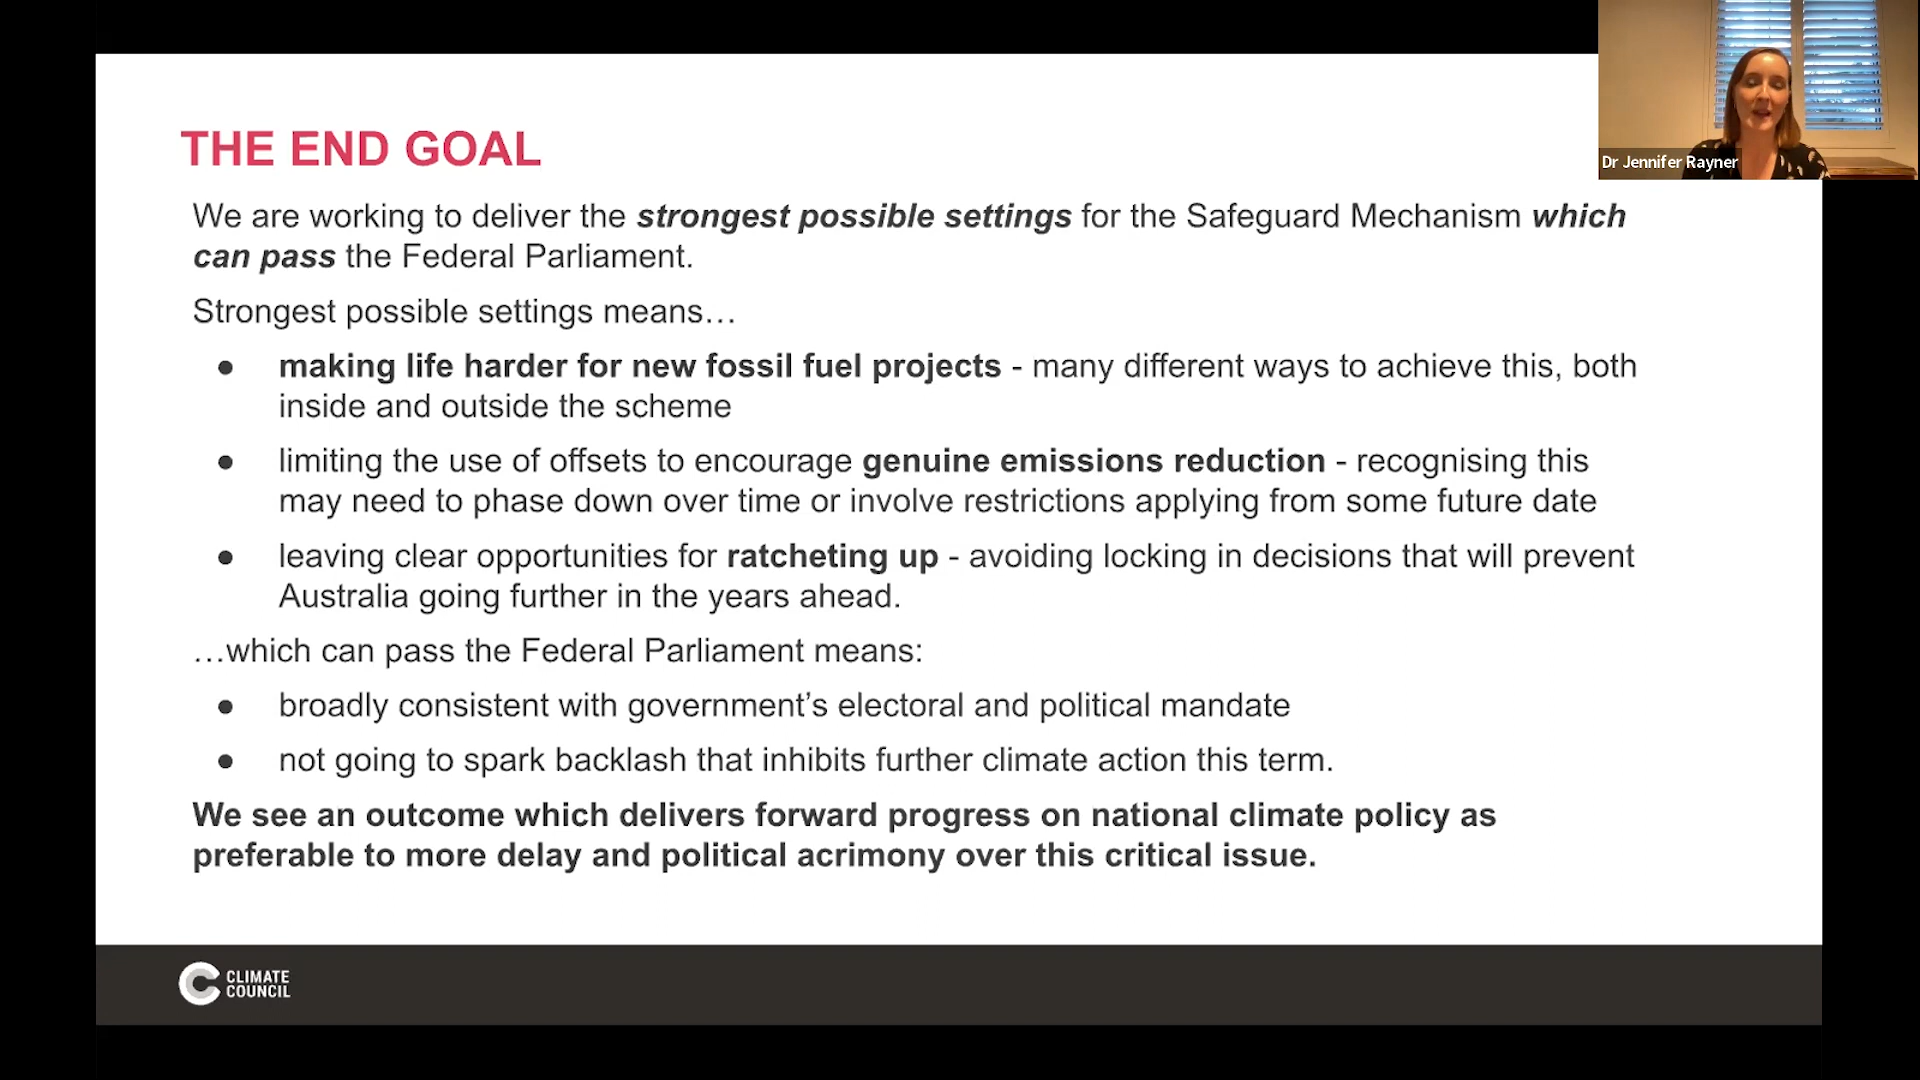 THE END GOAL
Dr Jennifer Rayner
We are working to deliver the strongest possible settings for the Safeguard Mechanism which
can pass the Federal Parliament.
Strongest possible settings means…
● making life harder for new fossil fuel projects - many different ways to achieve this, both
inside and outside the scheme
● limiting the use of offsets to encourage genuine emissions reduction - recognising this
may need to phase down over time or involve restrictions applying from some future date
● leaving clear opportunities for ratcheting up - avoiding locking in decisions that will prevent
Australia going further in the years ahead.
…which can pass the Federal Parliament means:
● broadly consistent with government’s electoral and political mandate
● not going to spark backlash that inhibits further climate action this term.
We see an outcome which delivers forward progress on national climate policy as
preferable to more delay and political acrimony over this critical issue.
CLIMATE
COUNCIL